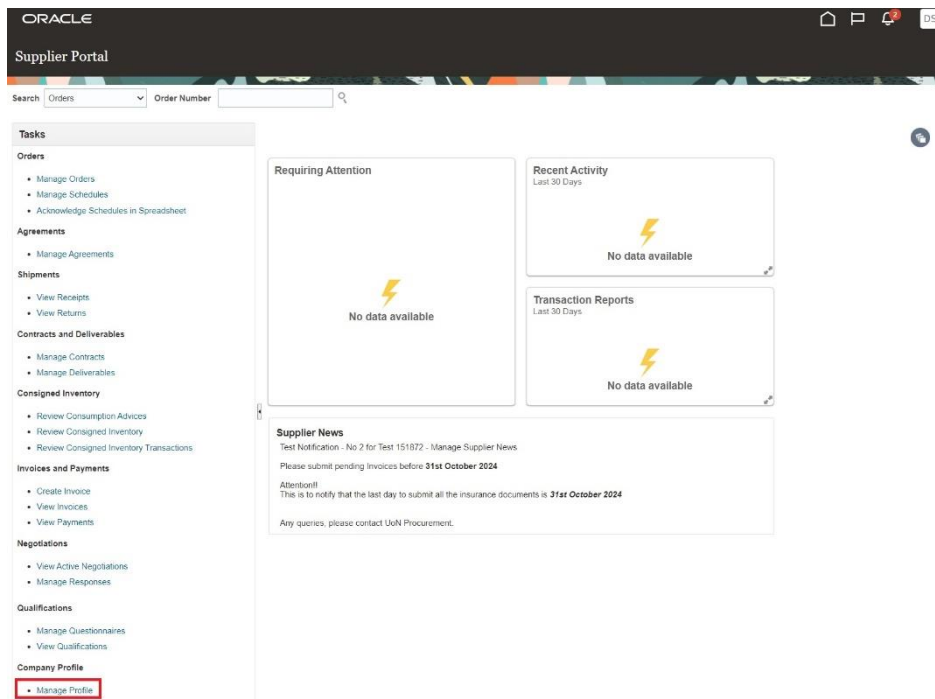 ORACLE
2
DS
Supplier Portal
Search Orders Order Number
Tasks
Orders
Manage Orders
Manage Schedules
Acknowledge Schedules in Spreadsheet
Agreements
Manage Agreements
Shipments
View Receipts
View Returns
Contracts and Deliverables
Manage Contracts
Manage Deliverables
Consigned Inventory
Review Consumption Advices
Review Consigned Inventory
Review Consigned Inventory Transactions
Invoices and Payments
Create Invoice
View Invoices
View Payments
Negotiations
View Active Negotiations
Manage Responses
Qualifications
Manage Questionnaires
View Qualifications
Company Profile
Manage Profile
Requiring Attention
No data available
Recent Activity
Last 30 Days
No data available
Transaction Reports
Last 30 Days
No data available
Supplier News
Test Notification - No 2 for Test 151872 - Manage Supplier News
Please submit pending Invoices before 31st October 2024
Attention!!
This is to notify that the last day to submit all the insurance documents is 31st October 2024
Any queries, please contact UoN Procurement.